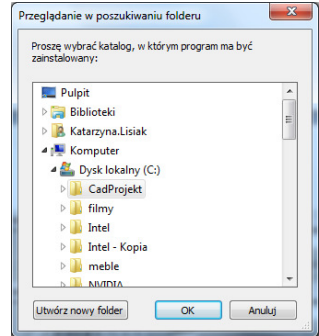 Przeglądanie w poszukiwaniu folderu
Proszę wybrać katalog, w którym program ma być
zainstalowany:
Pulpit
Biblioteki
Katarzyna.Lisiak
Komputer
Dysk lokalny (C:)
CadProjekt
filmy
Intel
Intel - Kopia
meble
NVIDIA
Utwórz nowy folder
OK
Anuluj